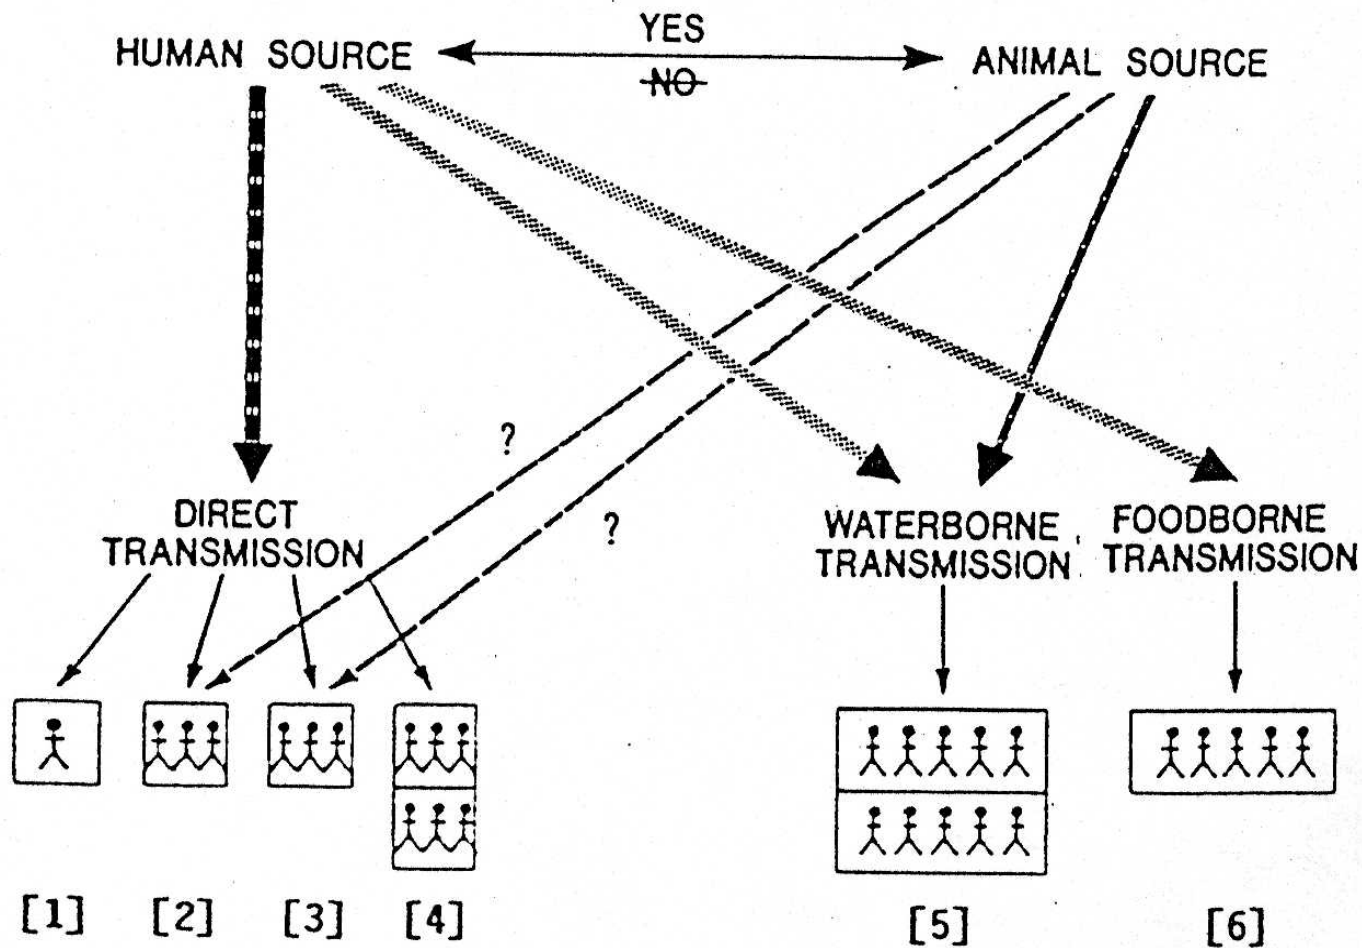 YES
HUMAN SOURCE
NO
ANIMAL SOURCE
?
?
DIRECT
TRANSMISSION
WATERBORNE
TRANSMISSION
FOODBORNE
TRANSMISSION
[1]
[2]
[3]
[4]
[5]
[6]